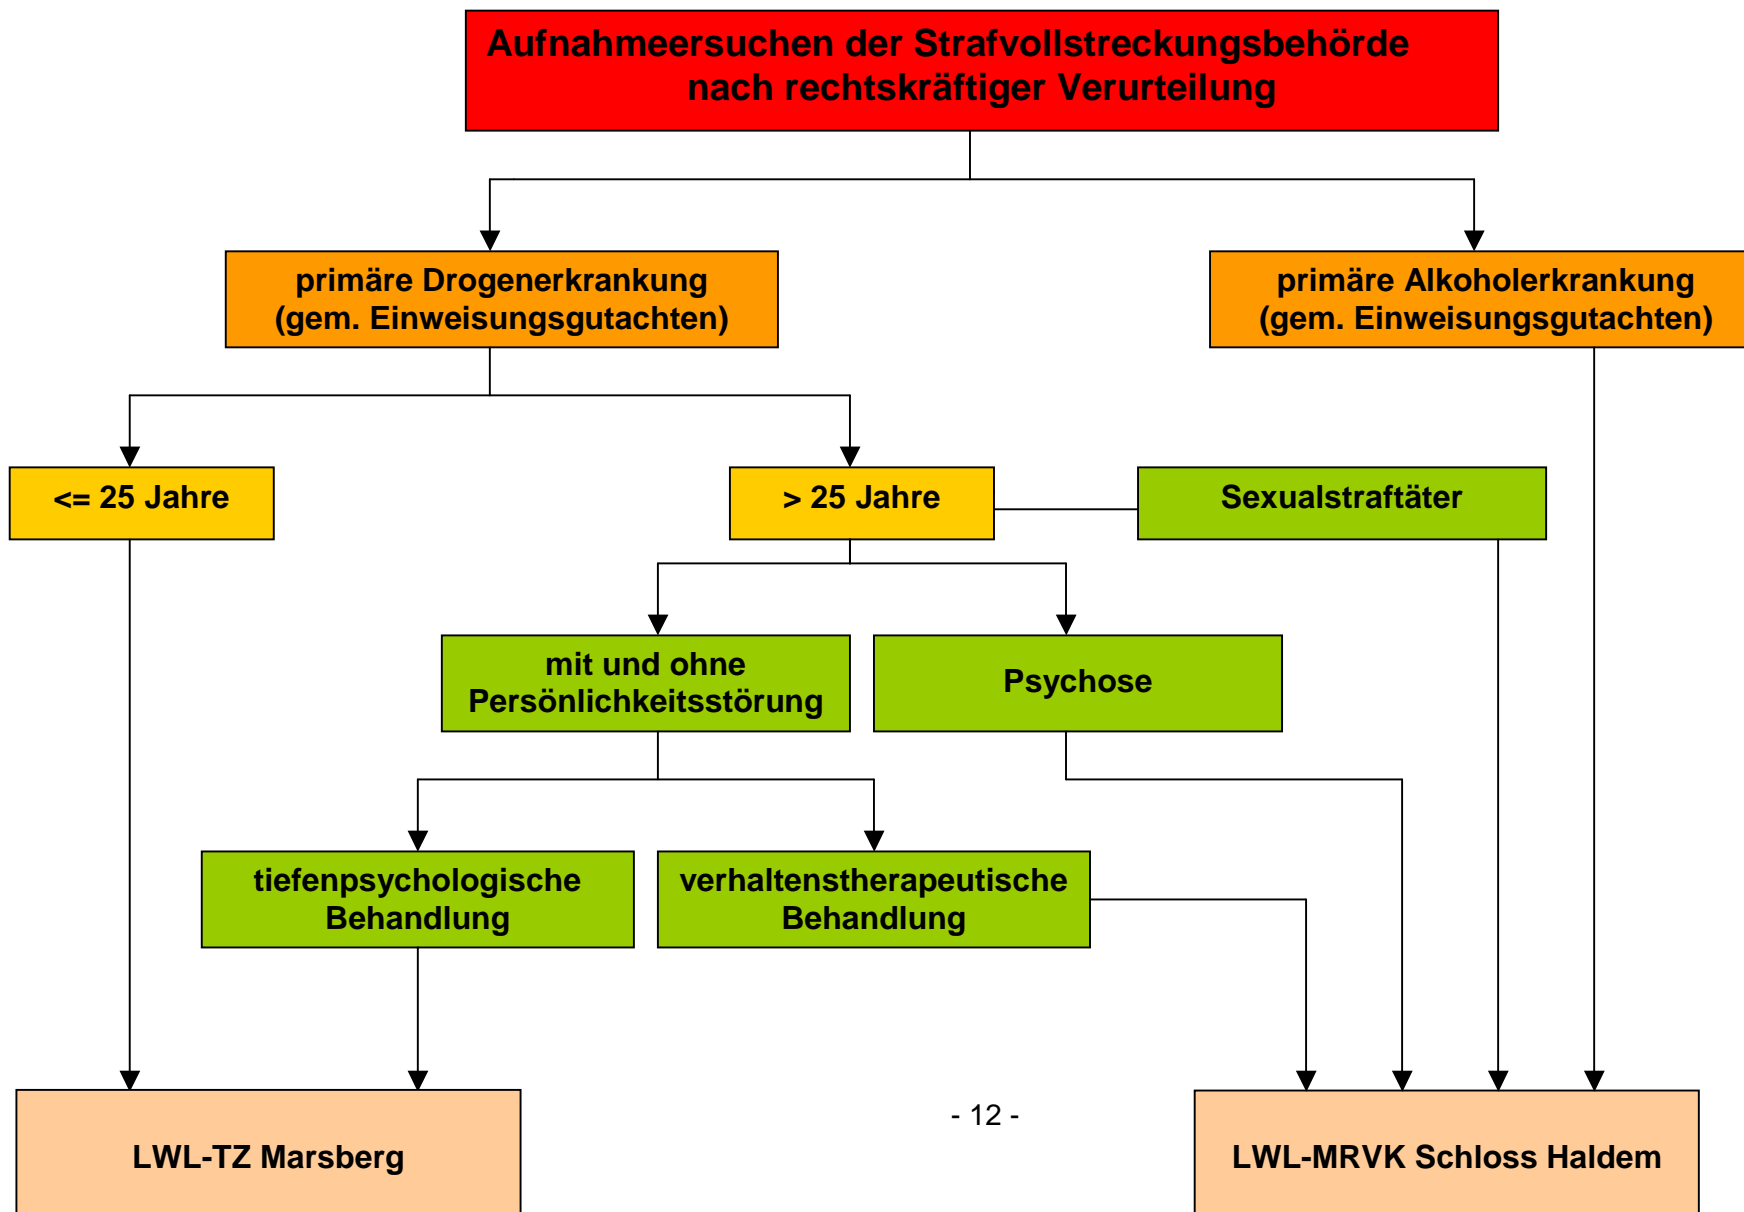 Aufnahmeersuchen der Strafvollstreckungsbehörde
nach rechtskräftiger Verurteilung
primäre Drogenerkrankung
(gem. Einweisungsgutachten)
primäre Alkoholerkrankung
(gem. Einweisungsgutachten)
<= 25 Jahre
> 25 Jahre
Sexualstraftäter
mit und ohne
Persönlichkeitsstörung
Psychose
tiefenpsychologische
Behandlung
verhaltenstherapeutische
Behandlung
- 12 -
LWL-TZ Marsberg
LWL-MRVK Schloss Haldem